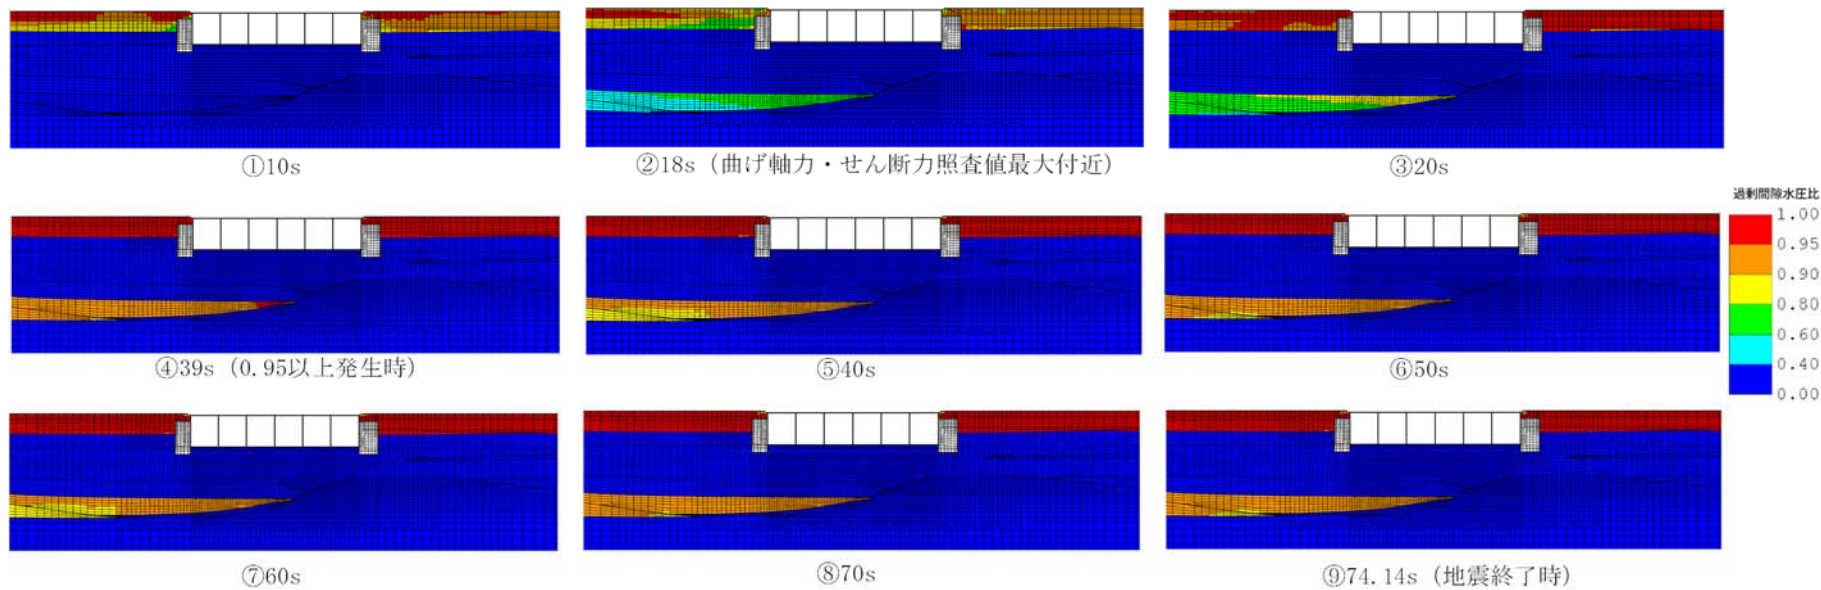 ①10s
②18s（曲げ軸力・せん断力照査値最大付近）
③20s
過剰間隙水圧比
1.00
0.95
0.90
0.80
0.60
0.40
0.00
④39s（0.95以上発生時）
⑤40s
⑥50s
⑦60s
⑧70s
⑨74.14s（地震終了時）